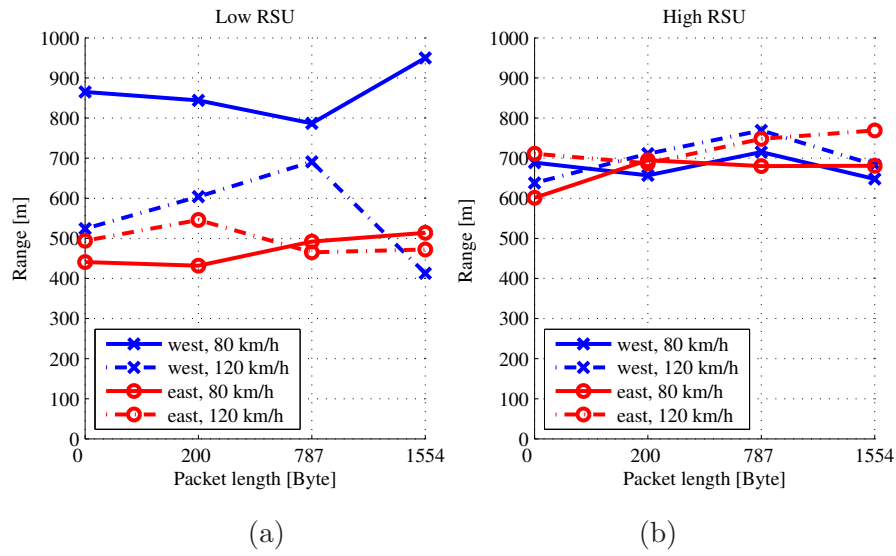 Low RSU
1000
900
800
700
600
500
400
300
200
100
0
Range [m]
0 200 787 1554
Packet length [Byte]
west, 80 km/h
west, 120 km/h
east, 80 km/h
east, 120 km/h
(a)
High RSU
1000
900
800
700
600
500
400
300
200
100
0
Range [m]
0 200 787 1554
Packet length [Byte]
west, 80 km/h
west, 120 km/h
east, 80 km/h
east, 120 km/h
(b)